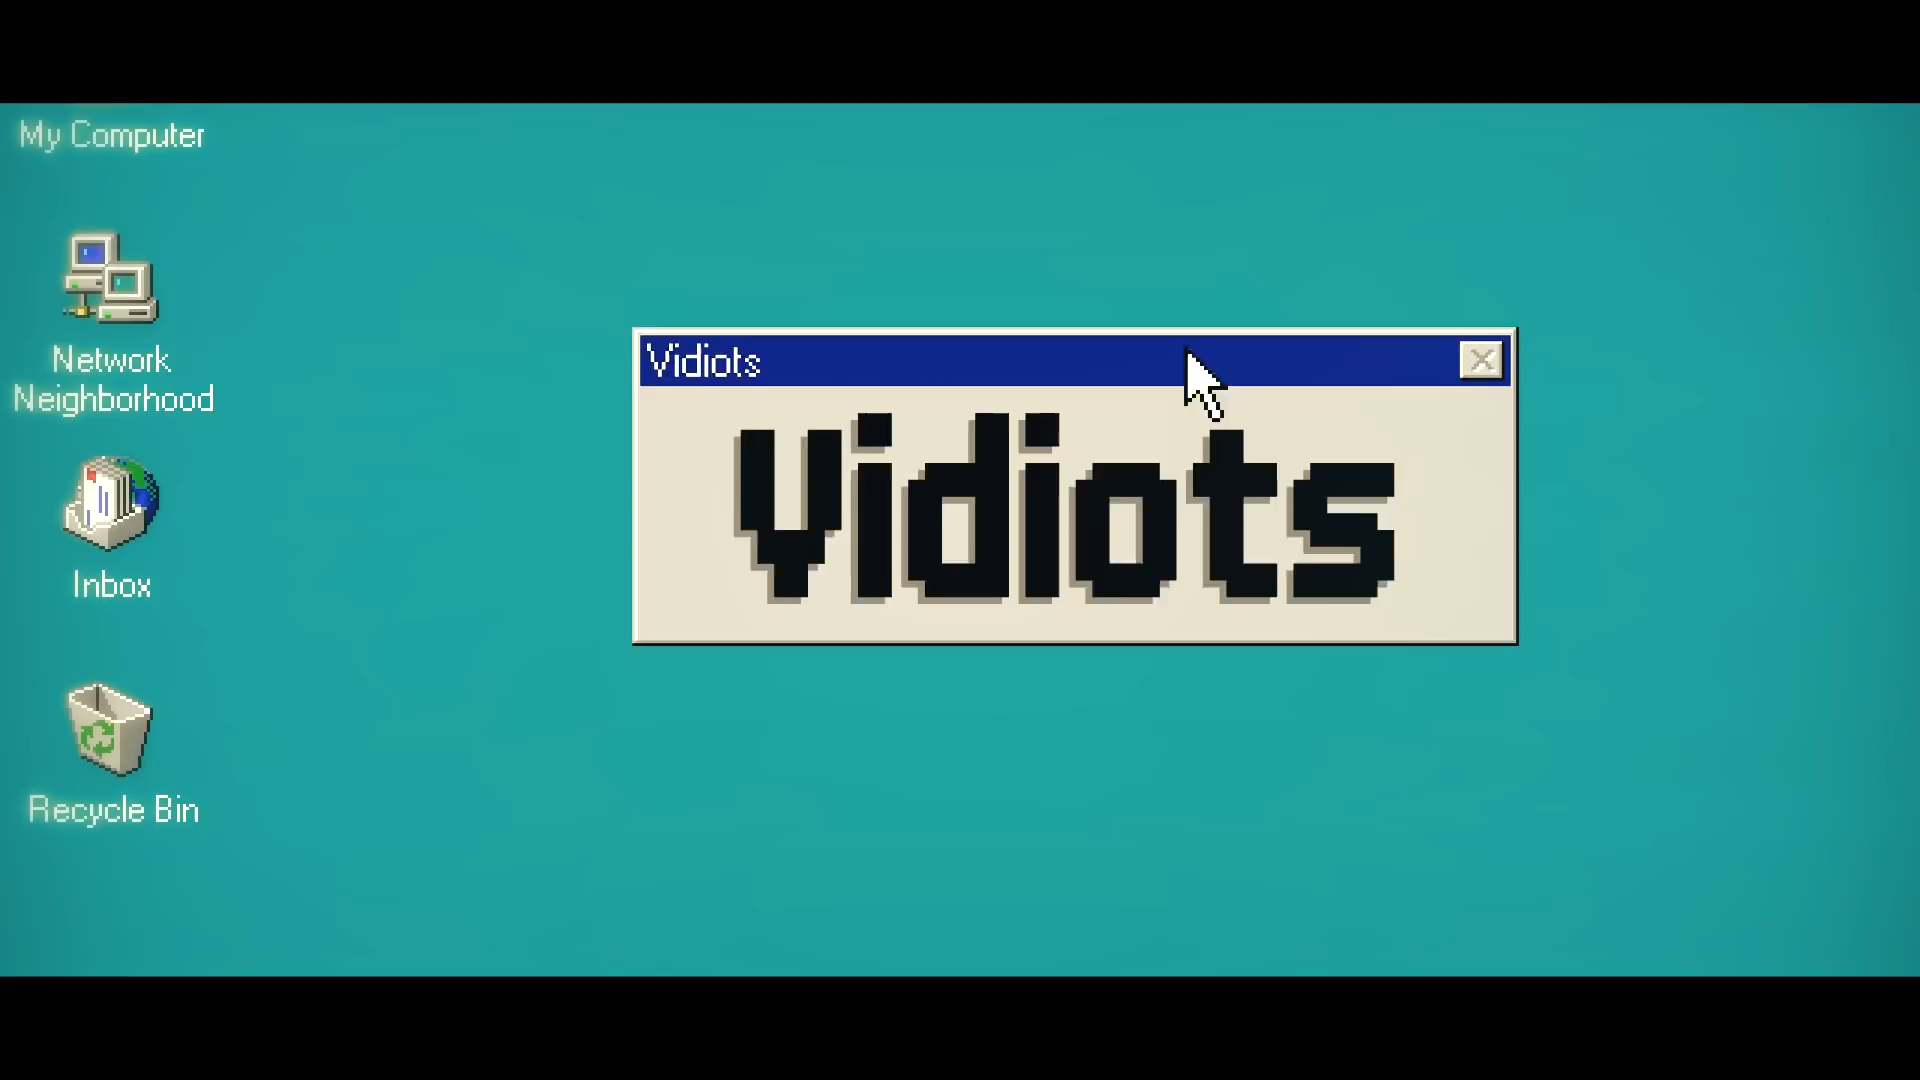 My Computer
Network
Neighborhood
Inbox
Recycle Bin
Vidiots
Vidiots